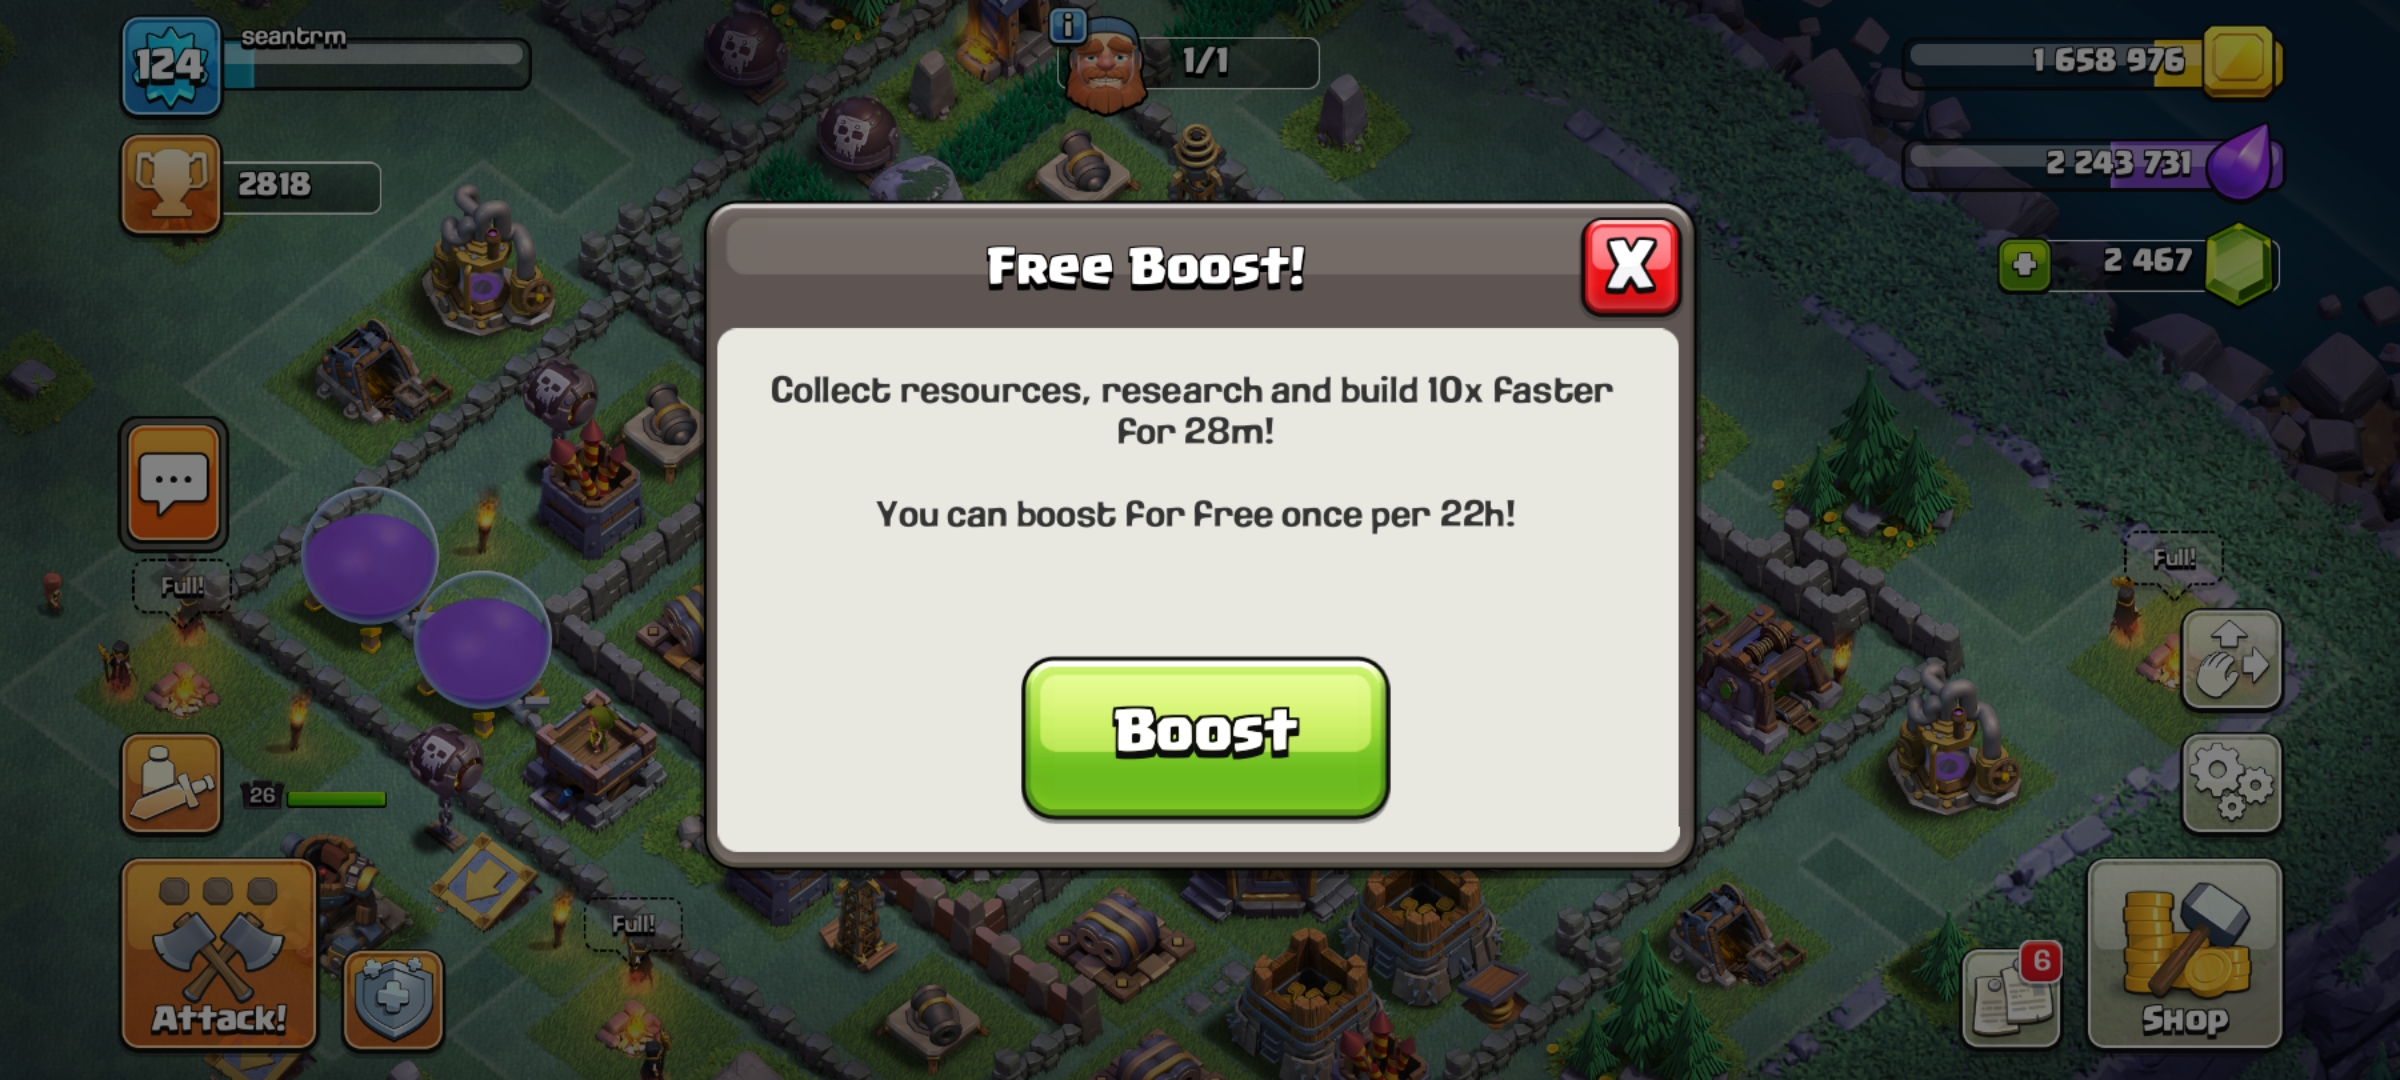 124
seantrm
i
1/1
1 658 976
2818
2 243 731
2 467
Free Boost!
X
Collect resources, research and build 10x faster
for 28m!
You can boost for free once per 22h!
Full!
Full!
Boost
26
Full!
Attack!
6
Shop